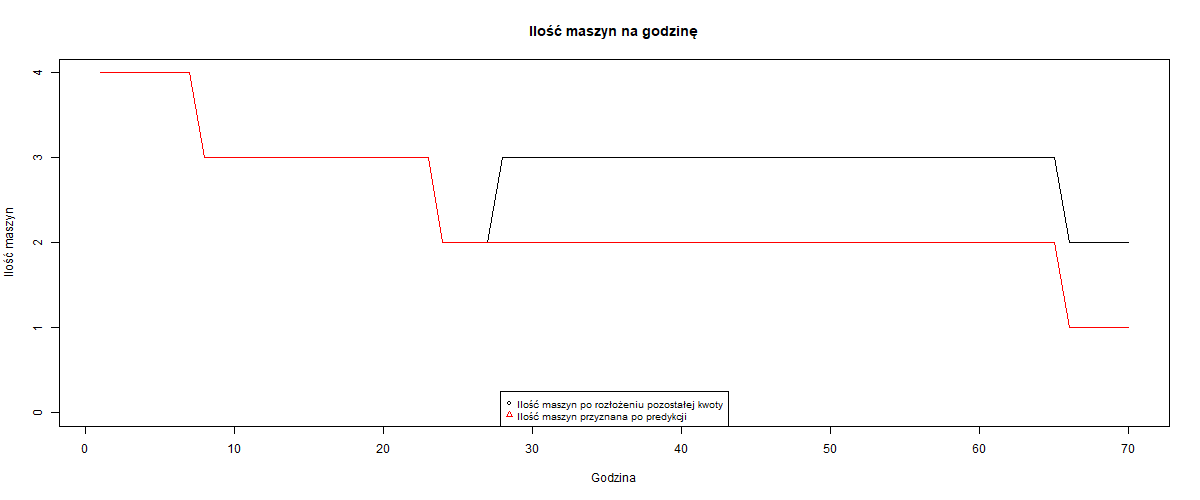 Ilość maszyn na godzinę
Ilość maszyn
4
3
2
1
0
Ilość maszyn po rozłożeniu pozostałej kwoty
Ilość maszyn przyznana po predykcji
0 10 20 30 40 50 60 70
Godzina